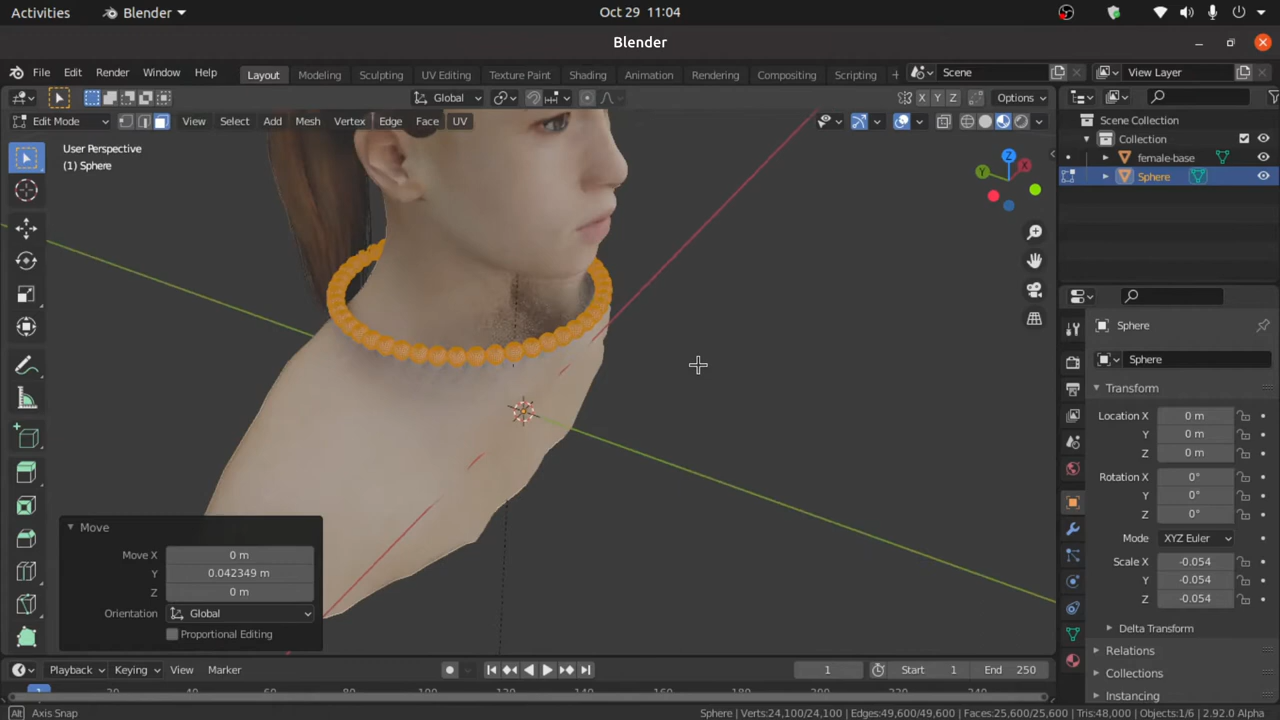 Activities Blender Oct 29 11:04
Blender
File Edit Render Window Help Layout Modeling Sculpting UV Editing Texture Paint Shading Animation Rendering Compositing Scripting + Scene View Layer
Global X Y Z Options
Edit Mode View Select Add Mesh Vertex Edge Face UV
Scene Collection
Collection
female-base
Sphere
User Perspective
(1) Sphere
Z X Y
Sphere
Sphere
Transform
Location X 0 m
Y 0 m
Z 0 m
Rotation X 0°
Y 0°
Z 0°
Mode XYZ Euler
Scale X -0.054
Y -0.054
Z -0.054
Delta Transform
Relations
Collections
Instancing
Move
Move X 0 m
Y 0.042349 m
Z 0 m
Orientation Global
Proportional Editing
Playback Keying View Marker 1 Start 1 End 250
1
Alt Axis Snap Sphere | Verts:24,100/24,100 | Edges:49,600/49,600 | Faces:25,600/25,600 | Tris:48,000 | Objects:1/6 | 2.92.0 Alpha